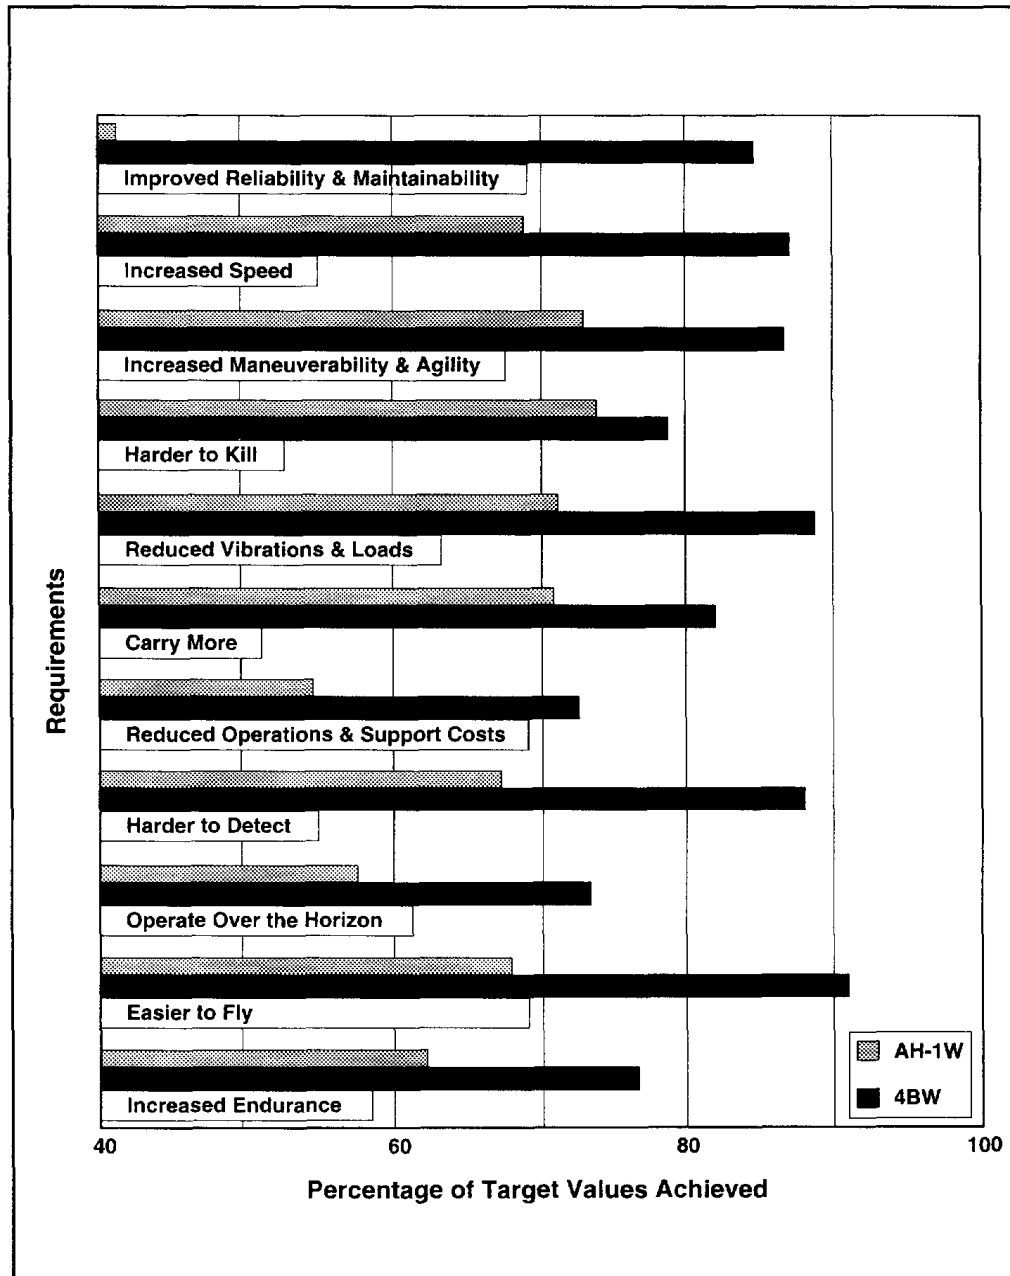 Improved Reliability & Maintainability
Increased Speed
Increased Maneuverability & Agility
Harder to Kill
Reduced Vibrations & Loads
Carry More
Reduced Operations & Support Costs
Harder to Detect
Operate Over the Horizon
Easier to Fly
Increased Endurance
Requirements
AH-1W
4BW
40 60 80 100
Percentage of Target Values Achieved